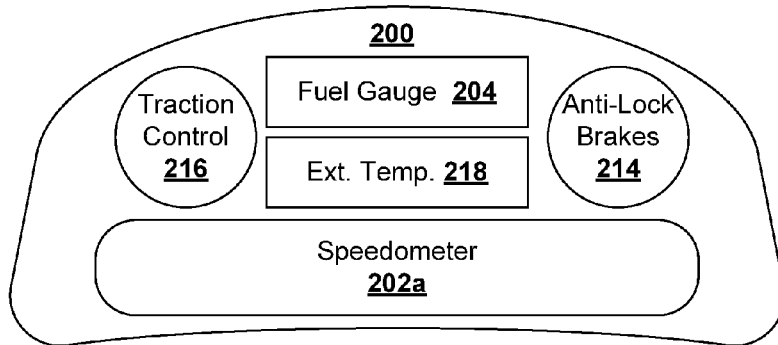 200
Traction
Control
216
Fuel Gauge 204
Ext. Temp. 218
Anti-Lock
Brakes
214
Speedometer
202a